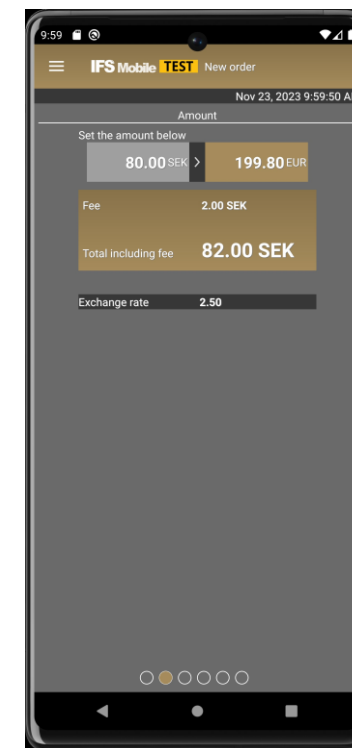 9:59
IFS Mobile TEST New order
Nov 23, 2023 9:59:50 A
Amount
Set the amount below
80.00 SEK > 199.80 EUR
Fee 2.00 SEK
Total including fee 82.00 SEK
Exchange rate 2.50